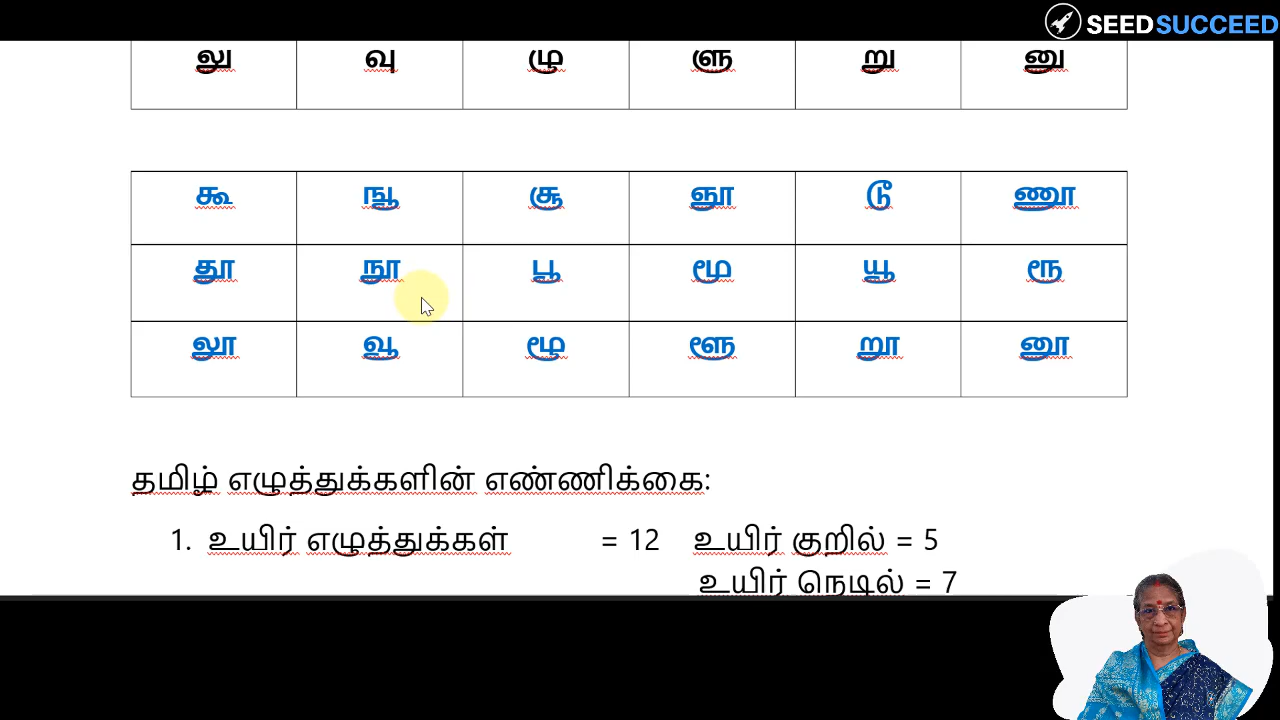 SEEDSUCCEED
லு வு ழு ளு று னு
கூ ஙூ சூ ஞூ டூ ணூ
தூ நூ பூ மூ யூ ரூ
லூ வூ ழூ ளூ றூ னூ
தமிழ் எழுத்துக்களின் எண்ணிக்கை:
1. உயிர் எழுத்துக்கள் = 12 உயிர் குறில் = 5
உயிர் நெடில் = 7